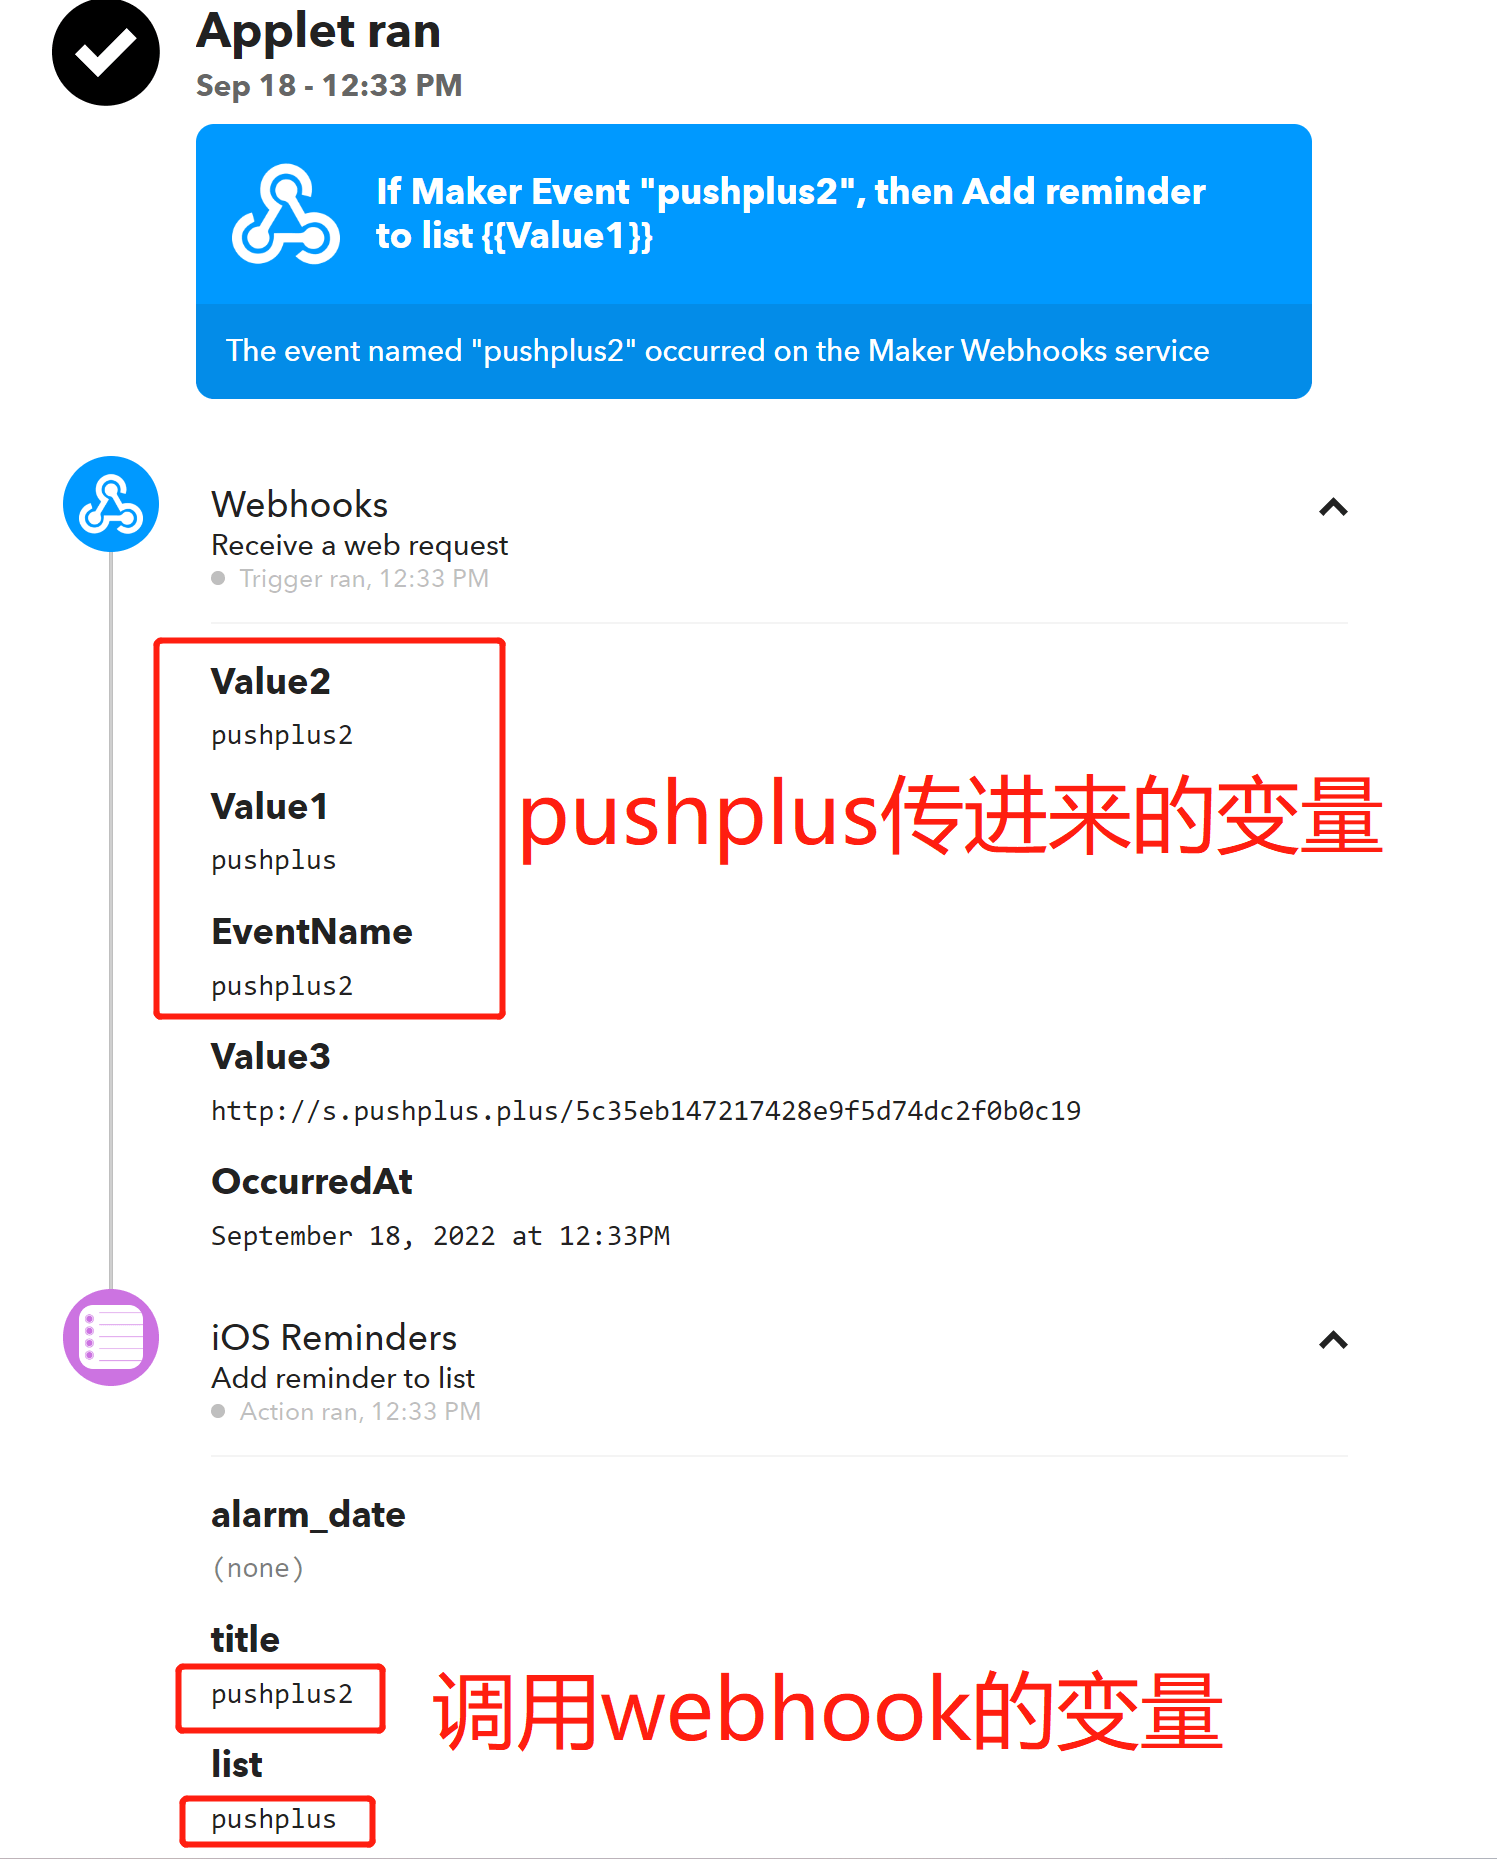 Applet ran
Sep 18 - 12:33 PM
If Maker Event "pushplus2", then Add reminder
to list {{Value1}}
The event named "pushplus2" occurred on the Maker Webhooks service
Webhooks
Receive a web request
Trigger ran, 12:33 PM
Value2
pushplus2
Value1
pushplus
pushplus传进来的变量
EventName
pushplus2
Value3
http://s.pushplus.plus/5c35eb147217428e9f5d74dc2f0b0c19
OccurredAt
September 18, 2022 at 12:33PM
iOS Reminders
Add reminder to list
Action ran, 12:33 PM
alarm_date
(none)
title
pushplus2
调用webhook的变量
list
pushplus